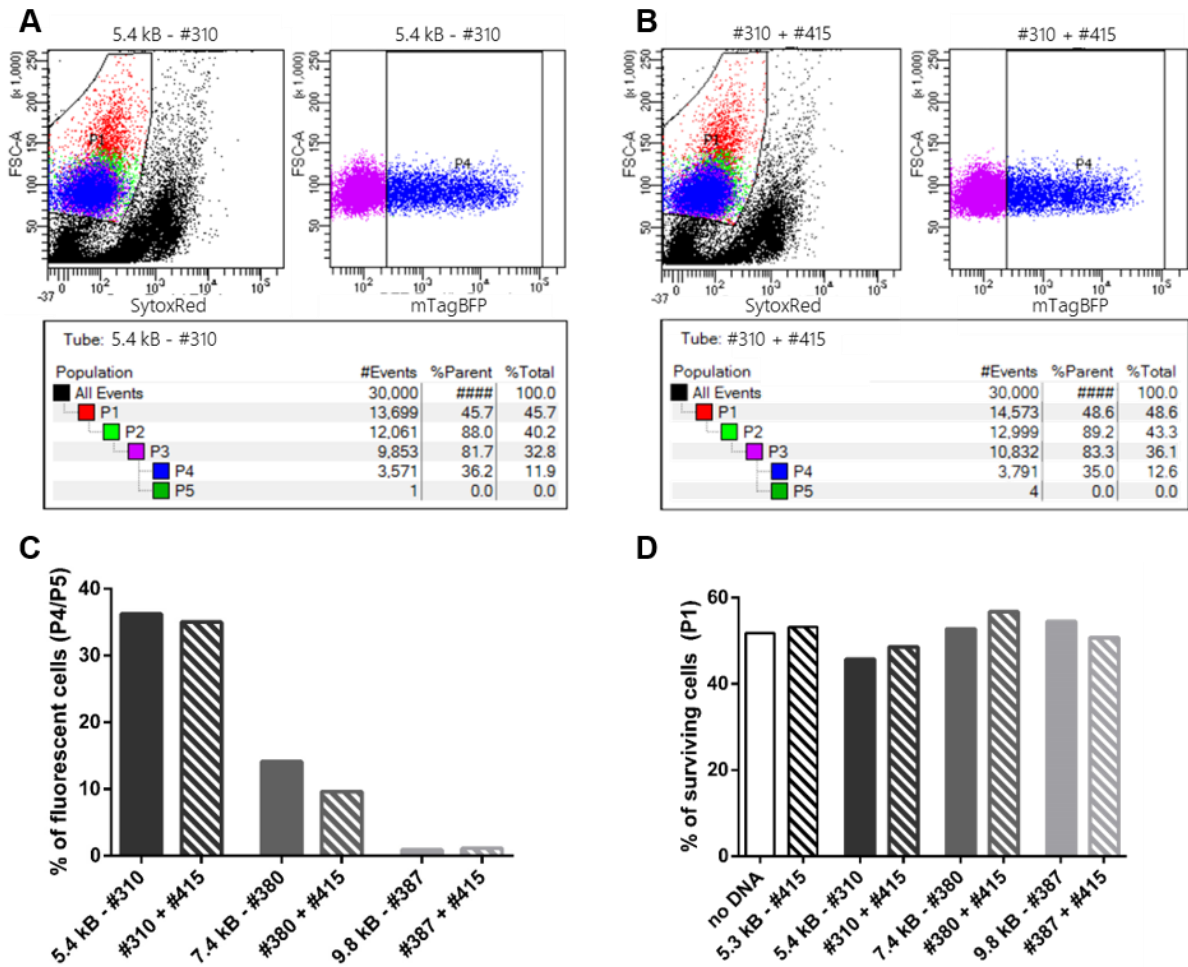 A
5.4 kB - #310
5.4 kB - #310
(x 1,000)
FSC-A
250
200
150
100
50
P1
-37 0 10² 10³ 10⁴ 10⁵
SytoxRed
(x 1,000)
FSC-A
250
200
150
100
50
P4
10² 10³ 10⁴ 10⁵
mTagBFP
Tube: 5.4 kB - #310
Population #Events %Parent %Total
All Events 30,000 #### 100.0
P1 13,699 45.7 45.7
P2 12,061 88.0 40.2
P3 9,853 81.7 32.8
P4 3,571 36.2 11.9
P5 1 0.0 0.0
B
#310 + #415
#310 + #415
(x 1,000)
FSC-A
250
200
150
100
50
P1
-37 0 10² 10³ 10⁴ 10⁵
SytoxRed
(x 1,000)
FSC-A
250
200
150
100
50
P4
10² 10³ 10⁴ 10⁵
mTagBFP
Tube: #310 + #415
Population #Events %Parent %Total
All Events 30,000 #### 100.0
P1 14,573 48.6 48.6
P2 12,999 89.2 43.3
P3 10,832 83.3 36.1
P4 3,791 35.0 12.6
P5 4 0.0 0.0
C
% of fluorescent cells (P4/P5)
40
30
20
10
0
5.4 kB - #310
#310 + #415
7.4 kB - #380
#380 + #415
9.8 kB - #387
#387 + #415
D
% of surviving cells (P1)
60
40
20
0
no DNA
5.3 kB - #415
5.4 kB - #310
#310 + #415
7.4 kB - #380
#380 + #415
9.8 kB - #387
#387 + #415